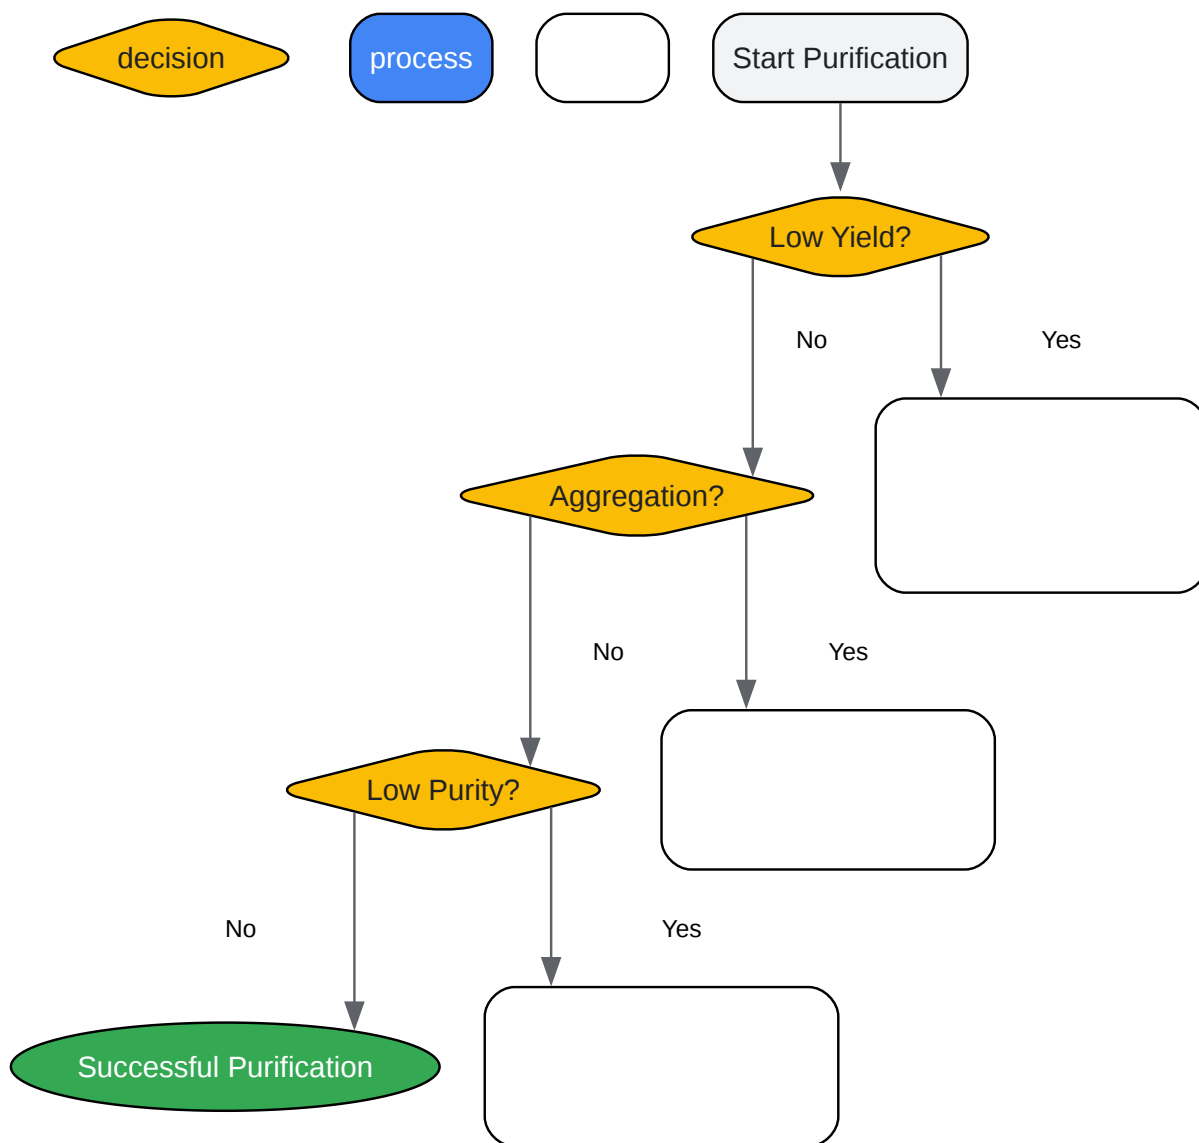 decision
process
Start Purification
Low Yield?
No
Yes
Aggregation?
No
Yes
Low Purity?
No
Yes
Successful Purification